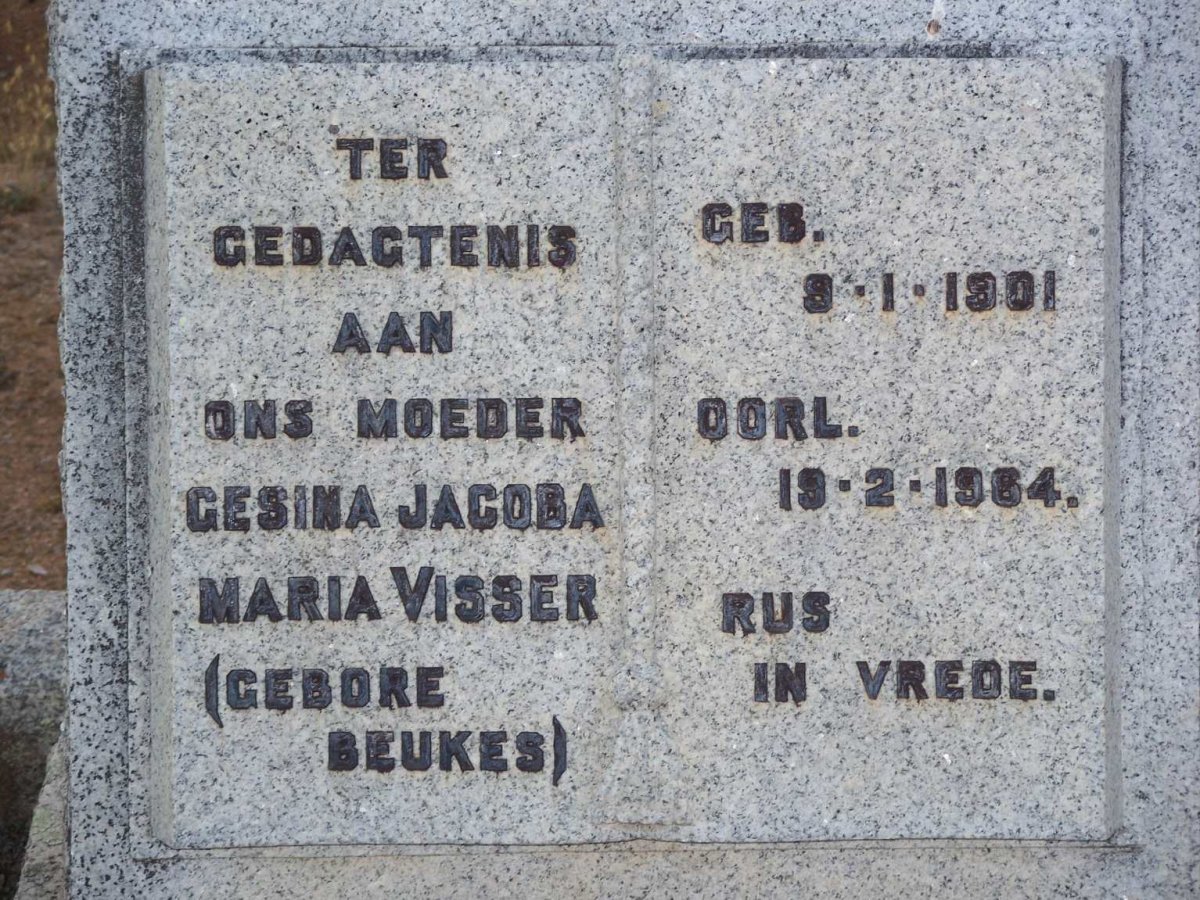 TER
GEDAGTENIS
AAN
ONS MOEDER
GESINA JACOBA
MARIA VISSER
(GEBORE
BEUKES)
GEB.
9·1·1901
OORL.
19·2·1964.
RUS
IN VREDE.